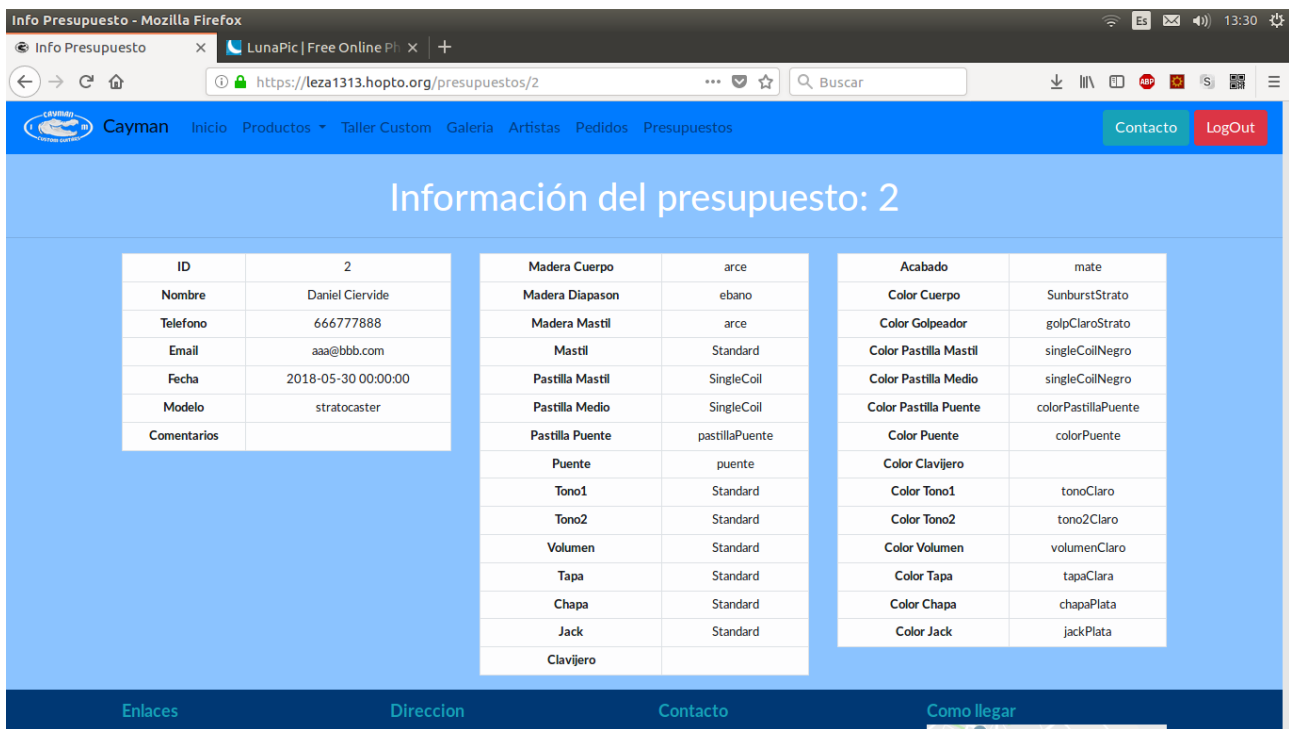 Info Presupuesto - Mozilla Firefox
Es
13:30
Info Presupuesto
LunaPic | Free Online Ph
https://leza1313.hopto.org/presupuestos/2
Buscar
ABP
S
CAYMAN
CUSTOM GUITARS
Cayman Inicio Productos Taller Custom Galeria Artistas Pedidos Presupuestos
Contacto LogOut
Información del presupuesto: 2
ID 2
Nombre Daniel Ciervide
Telefono 666777888
Email aaa@bbb.com
Fecha 2018-05-30 00:00:00
Modelo stratocaster
Comentarios
Madera Cuerpo arce
Madera Diapason ebano
Madera Mastil arce
Mastil Standard
Pastilla Mastil SingleCoil
Pastilla Medio SingleCoil
Pastilla Puente pastillaPuente
Puente puente
Tono1 Standard
Tono2 Standard
Volumen Standard
Tapa Standard
Chapa Standard
Jack Standard
Clavijero
Acabado mate
Color Cuerpo SunburstStrato
Color Golpeador golpClaroStrato
Color Pastilla Mastil singleCoilNegro
Color Pastilla Medio singleCoilNegro
Color Pastilla Puente colorPastillaPuente
Color Puente colorPuente
Color Clavijero
Color Tono1 tonoClaro
Color Tono2 tono2Claro
Color Volumen volumenClaro
Color Tapa tapaClara
Color Chapa chapaPlata
Color Jack jackPlata
Enlaces Direccion Contacto Como llegar